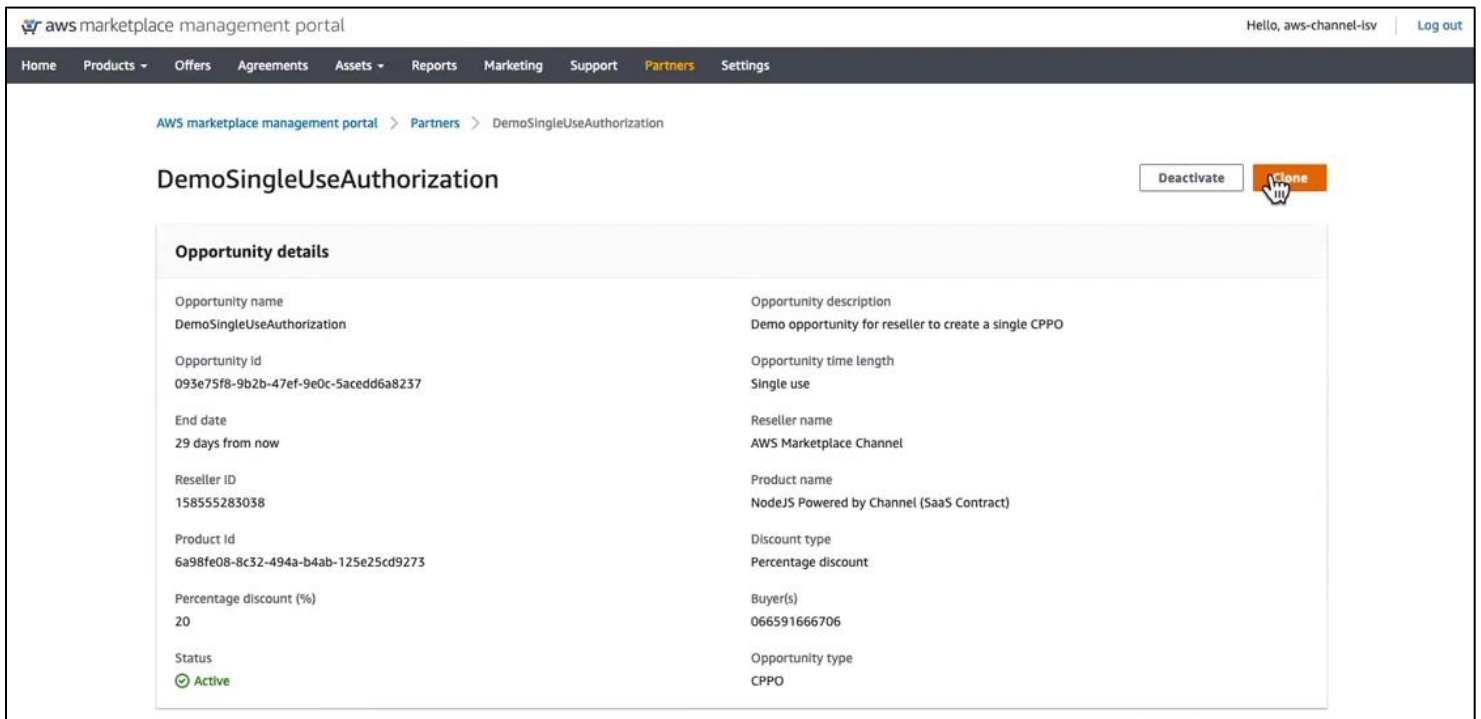 aws marketplace management portal
Hello, aws-channel-isv
Log out
Home Products Offers Agreements Assets Reports Marketing Support Partners Settings
AWS marketplace management portal > Partners > DemoSingleUseAuthorization
DemoSingleUseAuthorization
Deactivate
Clone
Opportunity details
Opportunity name
DemoSingleUseAuthorization
Opportunity description
Demo opportunity for reseller to create a single CPPO
Opportunity id
093e75f8-9b2b-47ef-9e0c-5acedd6a8237
Opportunity time length
Single use
End date
29 days from now
Reseller name
AWS Marketplace Channel
Reseller ID
158555283038
Product name
NodeJS Powered by Channel (SaaS Contract)
Product Id
6a98fe08-8c32-494a-b4ab-125e25cd9273
Discount type
Percentage discount
Percentage discount (%)
20
Buyer(s)
066591666706
Status
Active
Opportunity type
CPPO